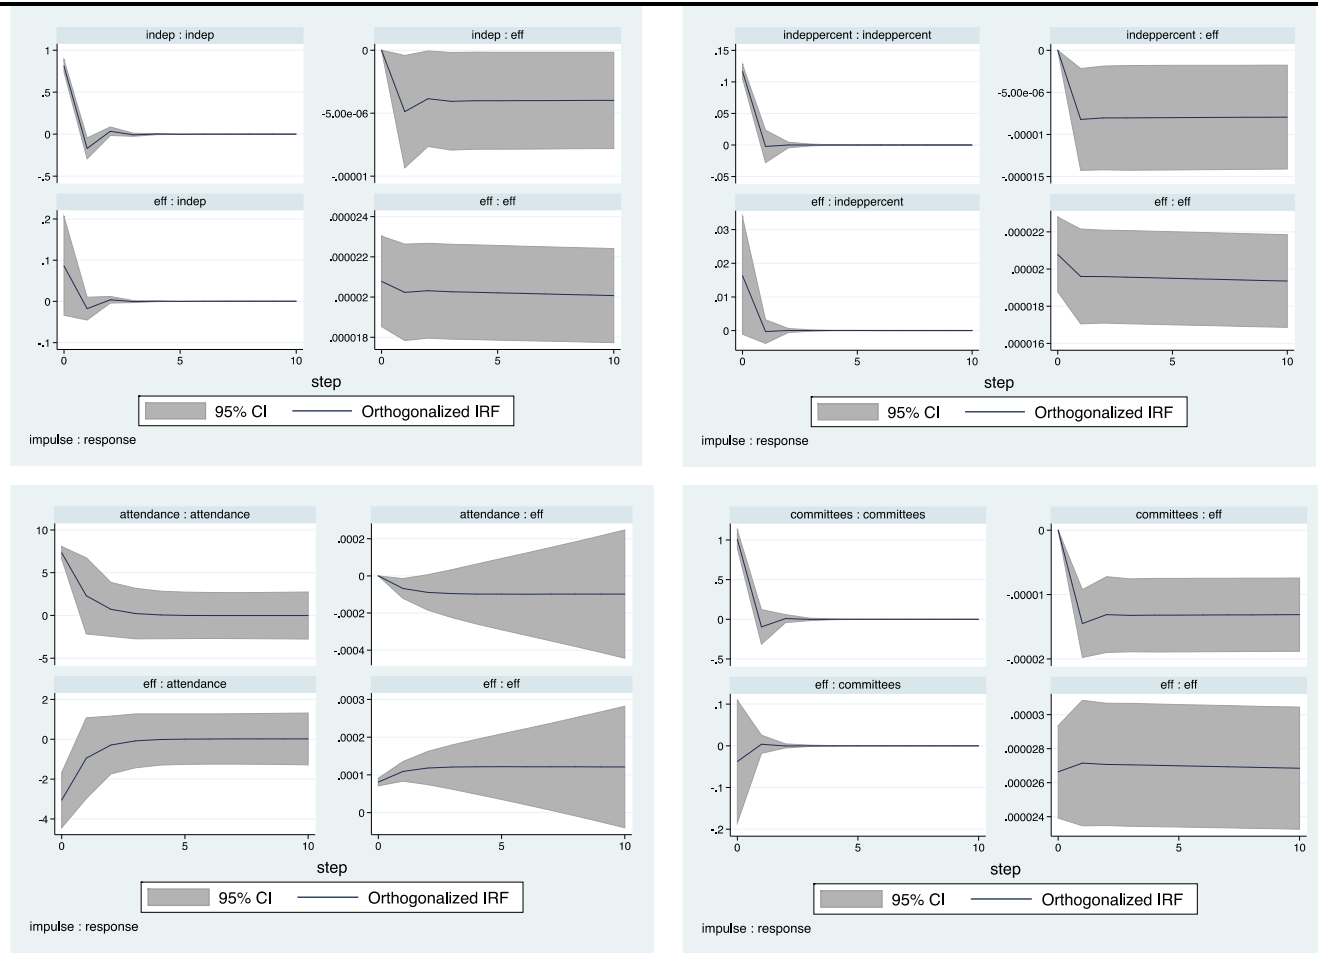 indep : indep
indep : eff
1
.5
0
-.5
0
-5.00e-06
-.00001
eff : indep
eff : eff
.2
.1
0
-.1
.000024
.000022
.00002
.000018
0 5 10 0 5 10
step
95% CI Orthogonalized IRF
impulse : response
indeppercent : indeppercent
indeppercent : eff
.15
.1
.05
0
-.05
0
-5.00e-06
-.00001
-.000015
eff : indeppercent
eff : eff
.03
.02
.01
0
.000022
.00002
.000018
.000016
0 5 10 0 5 10
step
95% CI Orthogonalized IRF
impulse : response
attendance : attendance
attendance : eff
10
5
0
-5
.0002
0
-.0002
-.0004
eff : attendance
eff : eff
2
0
-2
-4
.0003
.0002
.0001
0
0 5 10 0 5 10
step
95% CI Orthogonalized IRF
impulse : response
committees : committees
committees : eff
1
.5
0
-.5
0
-.00001
-.00002
eff : committees
eff : eff
.1
0
-.1
-.2
.00003
.000028
.000026
.000024
0 5 10 0 5 10
step
95% CI Orthogonalized IRF
impulse : response